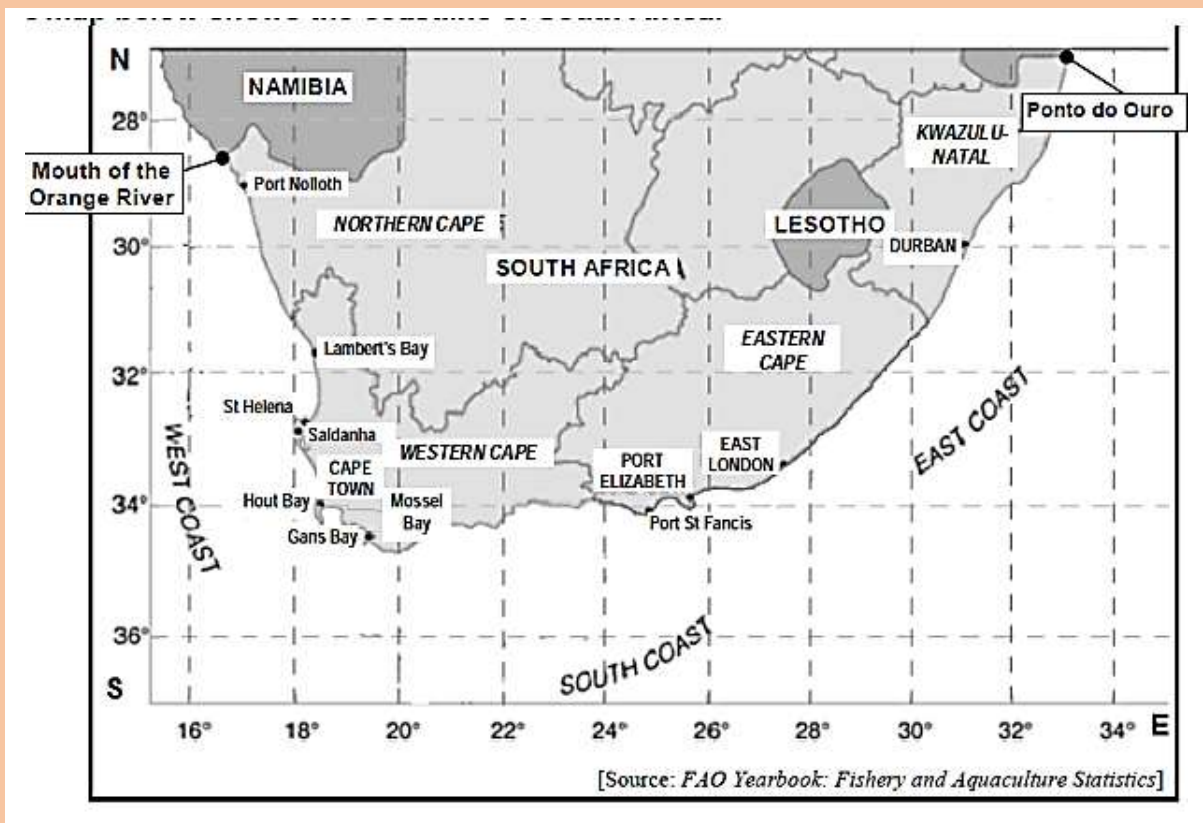 N
NAMIBIA
Ponto do Ouro
28°
KWAZULU-
NATAL
Mouth of the
Orange River
Port Nolloth
NORTHERN CAPE
LESOTHO
30°
DURBAN
SOUTH AFRICA
EASTERN
CAPE
Lambert's Bay
32°
St Helena
Saldanha
WEST COAST
EAST COAST
WESTERN CAPE
CAPE
TOWN
PORT
ELIZABETH
EAST
LONDON
Hout Bay
Mossel
Bay
34°
Port St Fancis
Gans Bay
36°
SOUTH COAST
S
16°
18°
20°
22°
24°
26°
28°
30°
32°
34°
E
[Source: FAO Yearbook: Fishery and Aquaculture Statistics]